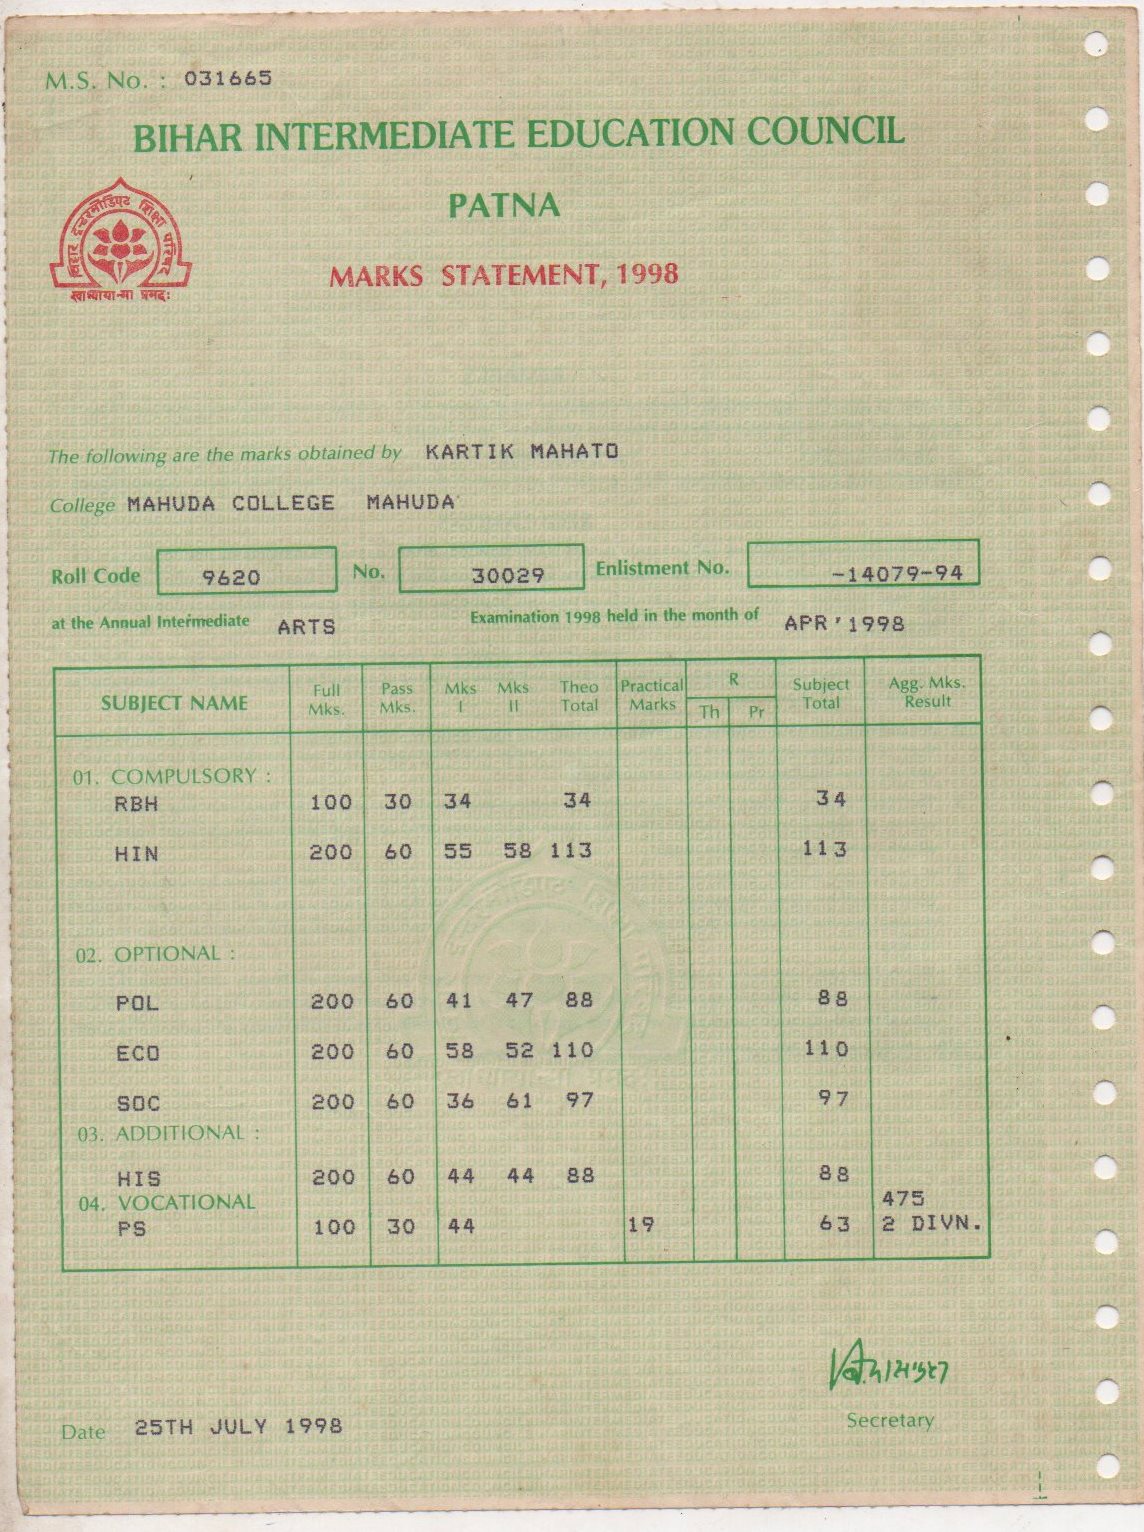 M.S. No. : 031665
BIHAR INTERMEDIATE EDUCATION COUNCIL
PATNA
बिहार इन्टरमीडिएट शिक्षा परिषद
स्वाध्याया-मा प्रमदः
MARKS STATEMENT, 1998
The following are the marks obtained by KARTIK MAHATO
College MAHUDA COLLEGE MAHUDA
Roll Code 9620 No. 30029 Enlistment No. -14079-94
at the Annual Intermediate ARTS Examination 1998 held in the month of APR'1998
SUBJECT NAME Full Mks. Pass Mks. Mks I Mks II Theo Total Practical Marks R Th Pr Subject Total Agg. Mks. Result
01. COMPULSORY :
RBH 100 30 34 34 34
HIN 200 60 55 58 113 113
02. OPTIONAL :
POL 200 60 41 47 88 88
ECO 200 60 58 52 110 110
SOC 200 60 36 61 97 97
03. ADDITIONAL :
HIS 200 60 44 44 88 88
04. VOCATIONAL 475
PS 100 30 44 19 63 2 DIVN.
Date 25TH JULY 1998
Secretary